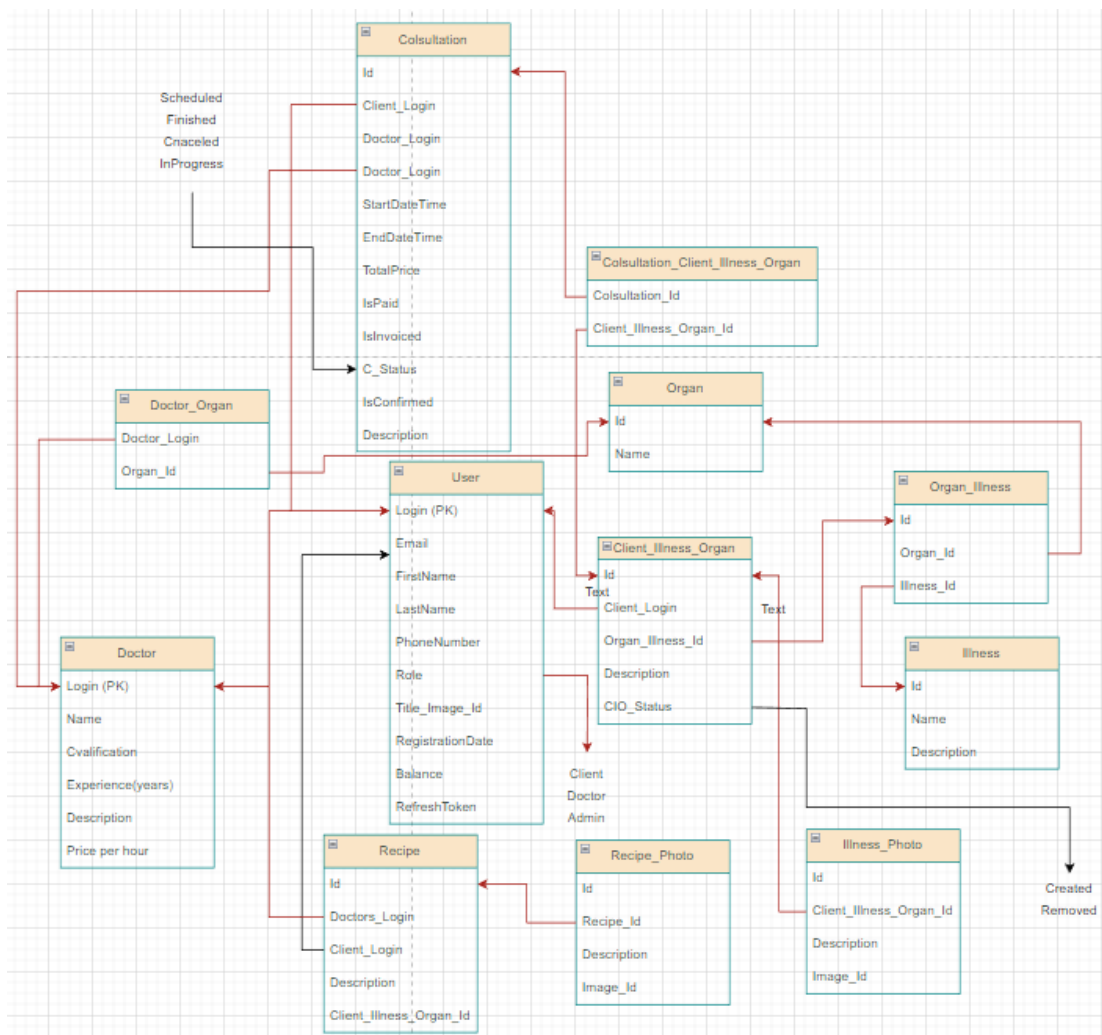 Colsultation
Id
Client_Login
Doctor_Login
Doctor_Login
StartDateTime
EndDateTime
TotalPrice
IsPaid
IsInvoiced
C_Status
IsConfirmed
Description
Scheduled
Finished
Cnaceled
InProgress
Colsultation_Client_Illness_Organ
Colsultation_Id
Client_Illness_Organ_Id
Doctor_Organ
Doctor_Login
Organ_Id
Organ
Id
Name
User
Login (PK)
Email
FirstName
LastName
PhoneNumber
Role
Title_Image_Id
RegistrationDate
Balance
RefreshToken
Organ_Illness
Id
Organ_Id
Illness_Id
Client_Illness_Organ
Id
Client_Login
Organ_Illness_Id
Description
CIO_Status
Text
Text
Doctor
Login (PK)
Name
Cvalification
Experience(years)
Description
Price per hour
Illness
Id
Name
Description
Client
Doctor
Admin
Recipe
Id
Doctors_Login
Client_Login
Description
Client_Illness_Organ_Id
Recipe_Photo
Id
Recipe_Id
Description
Image_Id
Illness_Photo
Id
Client_Illness_Organ_Id
Description
Image_Id
Created
Removed